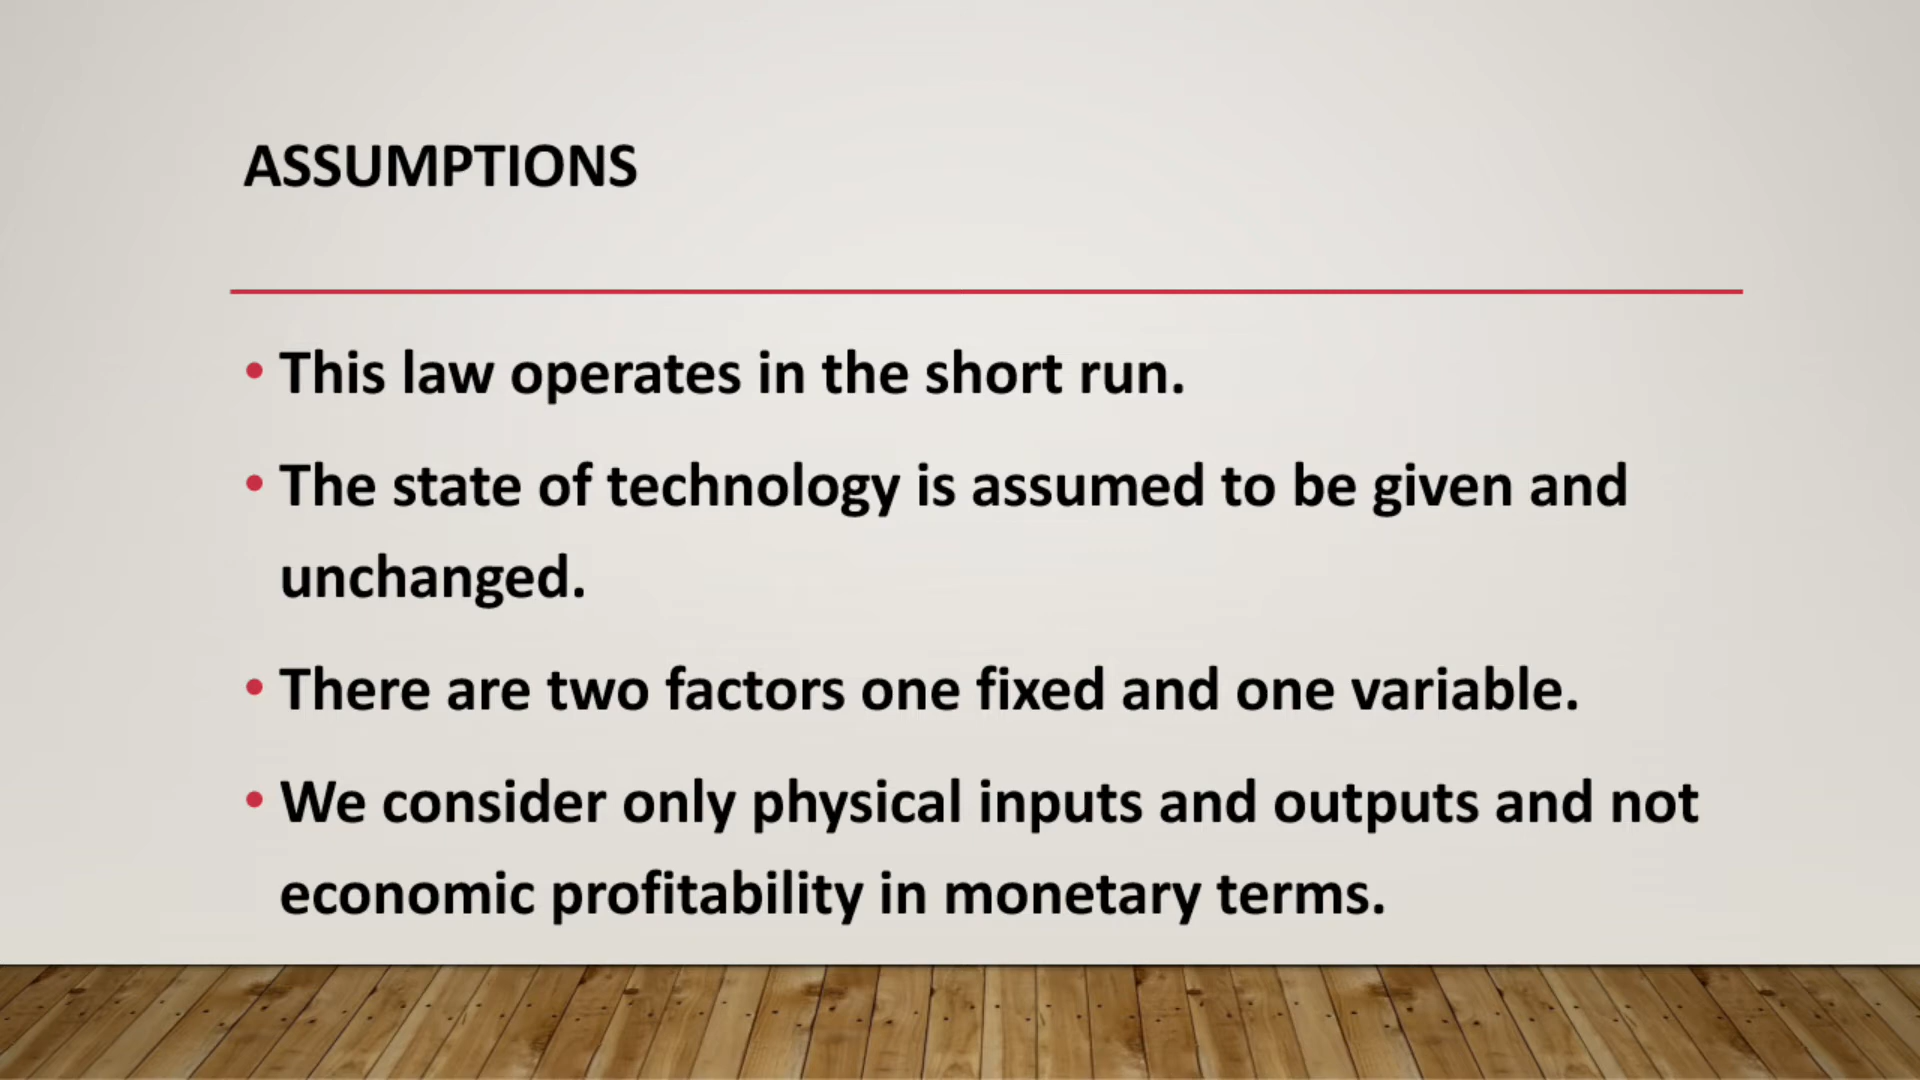 ASSUMPTIONS
• This law operates in the short run.
• The state of technology is assumed to be given and
unchanged.
• There are two factors one fixed and one variable.
• We consider only physical inputs and outputs and not
economic profitability in monetary terms.